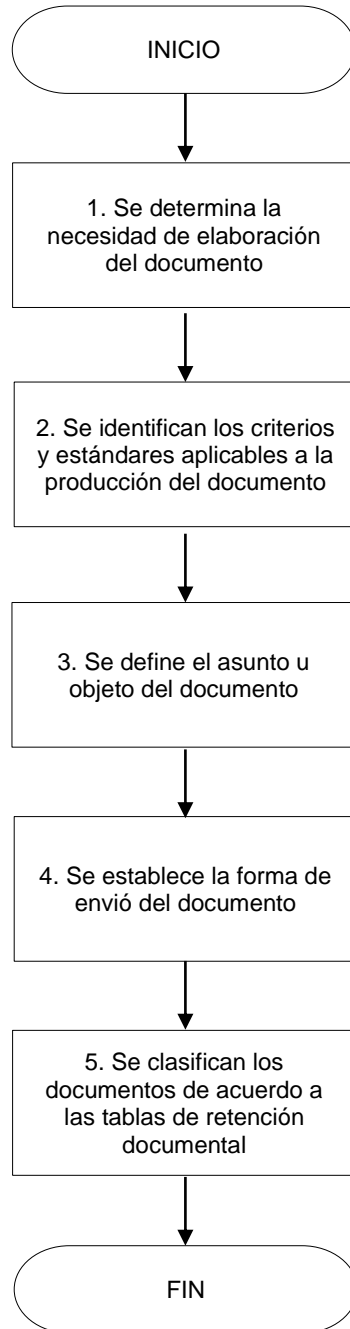 INICIO
1. Se determina la
necesidad de elaboración
del documento
2. Se identifican los criterios
y estándares aplicables a la
producción del documento
3. Se define el asunto u
objeto del documento
4. Se establece la forma de
envió del documento
5. Se clasifican los
documentos de acuerdo a
las tablas de retención
documental
FIN